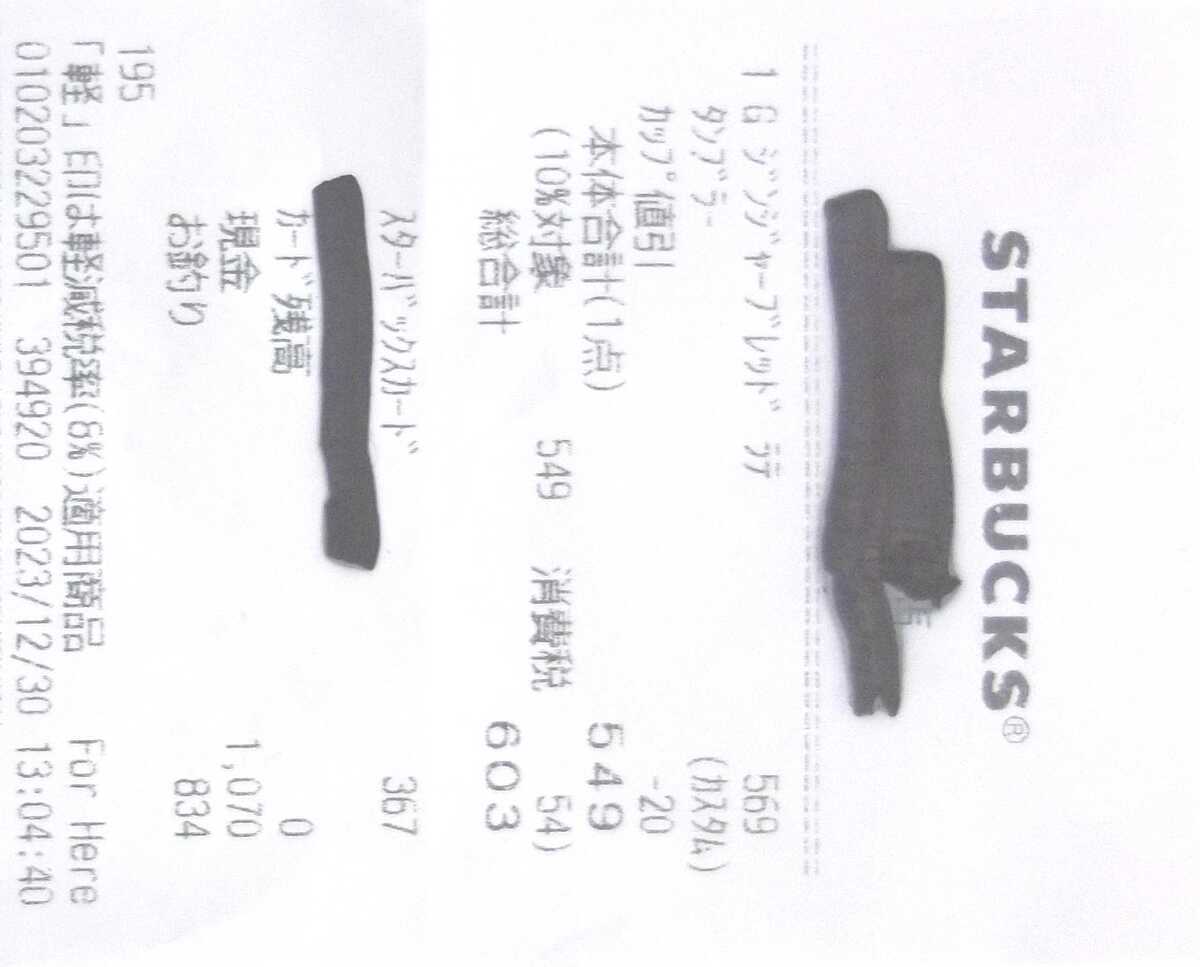 STARBUCKS®
店
1 G ｼﾞﾝｼﾞｬｰﾌﾞﾚｯﾄﾞ ﾗﾃ 569
ﾀﾝﾌﾞﾗｰ (ｶｽﾀﾑ)
ｶｯﾌﾟ値引 -20
本体合計(1点) 549
(10%対象 549 消費税 54)
総合計 603
ｽﾀｰﾊﾞｯｸｽｶｰﾄﾞ 367
ｶｰﾄﾞ残高 0
現金 1,070
お釣り 834
195
「軽」印は軽減税率(8%)適用商品 For Here
0102032229501 394920 2023/12/30 13:04:40